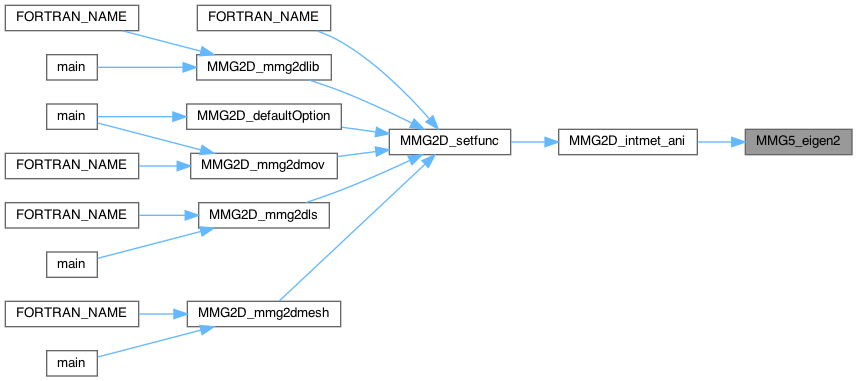 FORTRAN_NAME
FORTRAN_NAME
main
MMG2D_mmg2dlib
main
MMG2D_defaultOption
MMG2D_setfunc
MMG2D_intmet_ani
MMG5_eigen2
FORTRAN_NAME
MMG2D_mmg2dmov
FORTRAN_NAME
MMG2D_mmg2dls
main
FORTRAN_NAME
MMG2D_mmg2dmesh
main